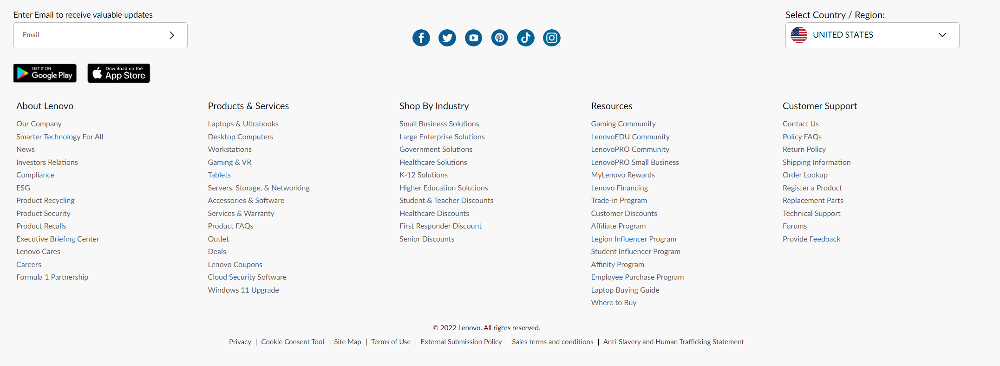 Enter Email to receive valuable updates
Email
Select Country / Region:
UNITED STATES
GET IT ON
Google Play
Download on the
App Store
About Lenovo
Our Company
Smarter Technology For All
News
Investors Relations
Compliance
ESG
Product Recycling
Product Security
Product Recalls
Executive Briefing Center
Lenovo Cares
Careers
Formula 1 Partnership
Products & Services
Laptops & Ultrabooks
Desktop Computers
Workstations
Gaming & VR
Tablets
Servers, Storage, & Networking
Accessories & Software
Services & Warranty
Product FAQs
Outlet
Deals
Lenovo Coupons
Cloud Security Software
Windows 11 Upgrade
Shop By Industry
Small Business Solutions
Large Enterprise Solutions
Government Solutions
Healthcare Solutions
K-12 Solutions
Higher Education Solutions
Student & Teacher Discounts
Healthcare Discounts
First Responder Discount
Senior Discounts
Resources
Gaming Community
LenovoEDU Community
LenovoPRO Community
LenovoPRO Small Business
MyLenovo Rewards
Lenovo Financing
Trade-in Program
Customer Discounts
Affiliate Program
Legion Influencer Program
Student Influencer Program
Affinity Program
Employee Purchase Program
Laptop Buying Guide
Where to Buy
Customer Support
Contact Us
Policy FAQs
Return Policy
Shipping Information
Order Lookup
Register a Product
Replacement Parts
Technical Support
Forums
Provide Feedback
© 2022 Lenovo. All rights reserved.
Privacy | Cookie Consent Tool | Site Map | Terms of Use | External Submission Policy | Sales terms and conditions | Anti-Slavery and Human Trafficking Statement